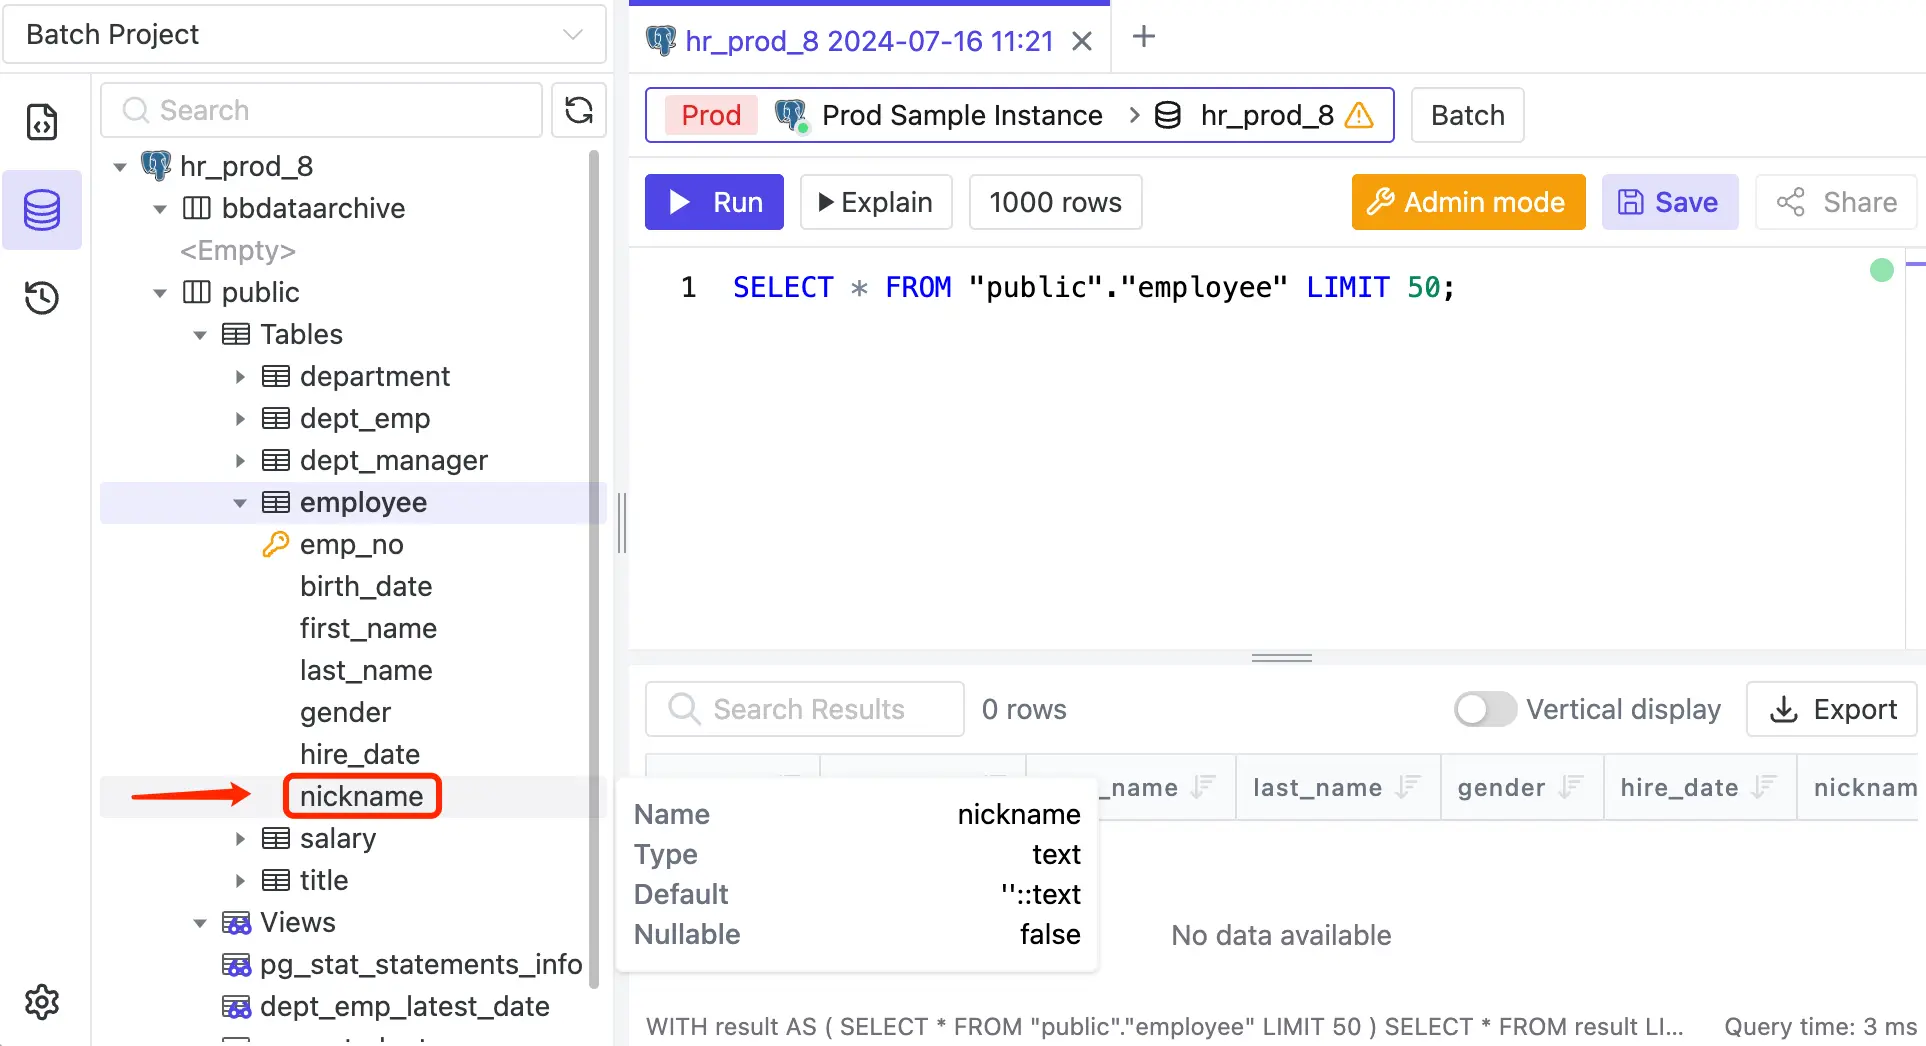 Batch Project
Search
hr_prod_8
bbdataarchive
<Empty>
public
Tables
department
dept_emp
dept_manager
employee
emp_no
birth_date
first_name
last_name
gender
hire_date
nickname
salary
title
Views
pg_stat_statements_info
dept_emp_latest_date
hr_prod_8 2024-07-16 11:21
Prod Prod Sample Instance hr_prod_8 Batch
Run Explain 1000 rows Admin mode Save Share
1 SELECT * FROM "public"."employee" LIMIT 50;
Search Results 0 rows Vertical display Export
_name last_name gender hire_date nicknam
Name nickname
Type text
Default ''::text
Nullable false
No data available
WITH result AS ( SELECT * FROM "public"."employee" LIMIT 50 ) SELECT * FROM result LI... Query time: 3 ms